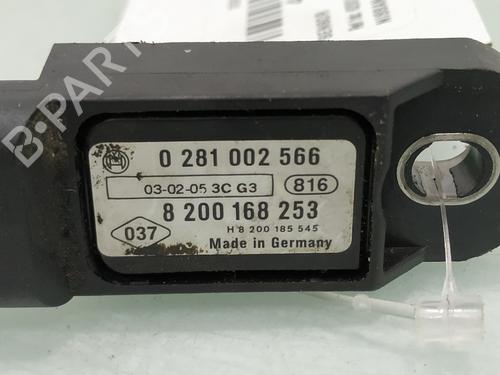 0 281 002 566
03-02-05 3C G3 816
8 200 168 253
037 H 8 200 185 545
Made in Germany
B-PARTS